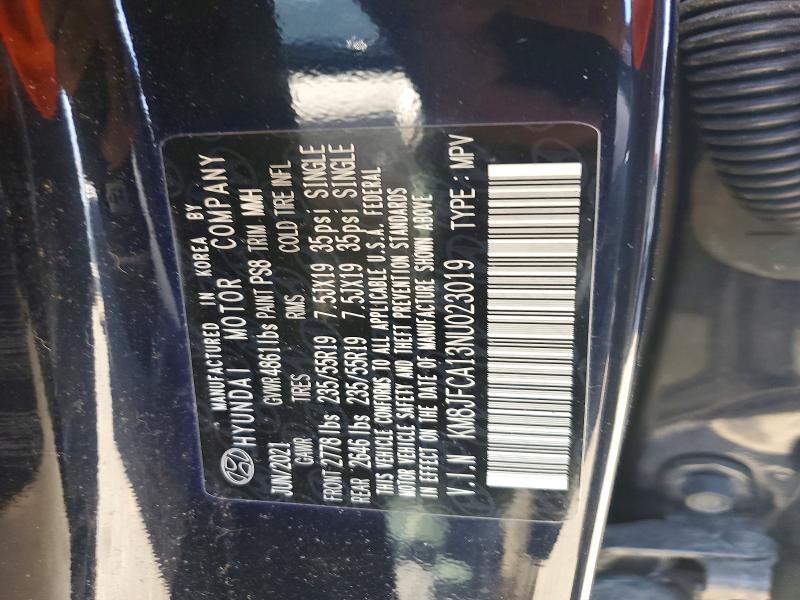 MANUFACTURED IN KOREA BY
HYUNDAI MOTOR COMPANY
JUN/2021 GVWR 4861lbs PAINT PS8 TRIM MMH
GAWR TIRES RIMS COLD TIRE INFL
FRONT 2778 lbs 235/55R19 7.5JX19 35psi SINGLE
REAR 2646 lbs 235/55R19 7.5JX19 35psi SINGLE
THIS VEHICLE CONFORMS TO ALL APPLICABLE U.S.A. FEDERAL
MOTOR VEHICLE SAFETY AND THEFT PREVENTION STANDARDS
IN EFFECT ON THE DATE OF MANUFACTURE SHOWN ABOVE
V.I.N : KM8JFCA13NU023019 TYPE : MPV